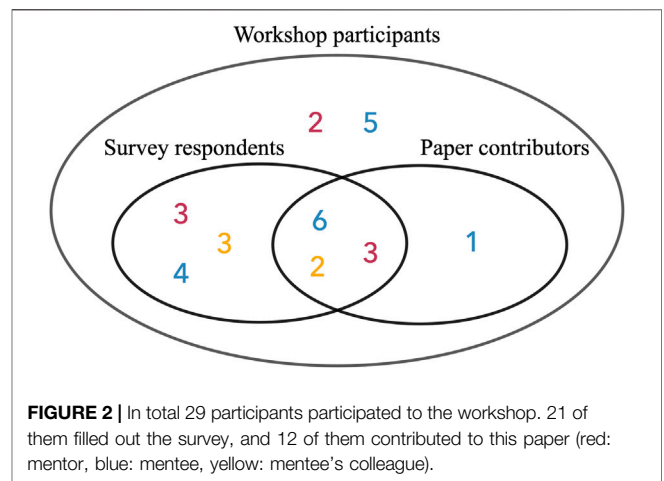 Workshop participants
2 5
Survey respondents Paper contributors
3 6
3 2 3 1
4
FIGURE 2 | In total 29 participants participated to the workshop. 21 of
them filled out the survey, and 12 of them contributed to this paper (red:
mentor, blue: mentee, yellow: mentee's colleague).